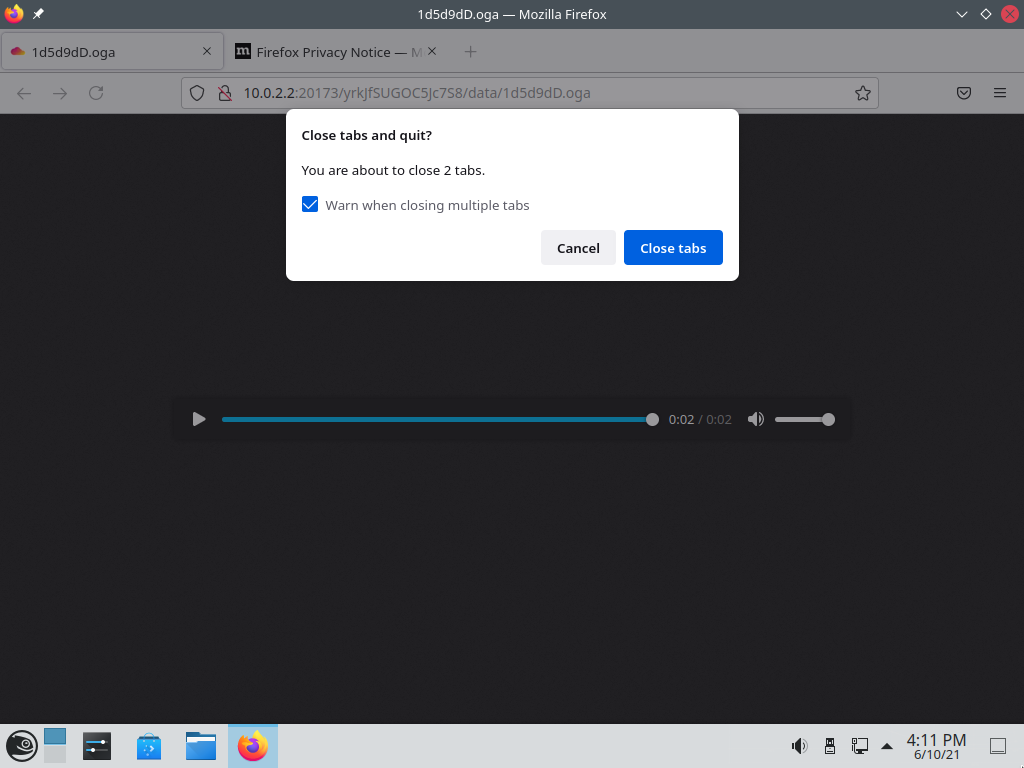 1d5d9dD.oga — Mozilla Firefox
1d5d9dD.oga
Firefox Privacy Notice — M
10.0.2.2:20173/yrkJfSUGOC5Jc7S8/data/1d5d9dD.oga
Close tabs and quit?
You are about to close 2 tabs.
Warn when closing multiple tabs
Cancel
Close tabs
0:02 / 0:02
4:11 PM
6/10/21